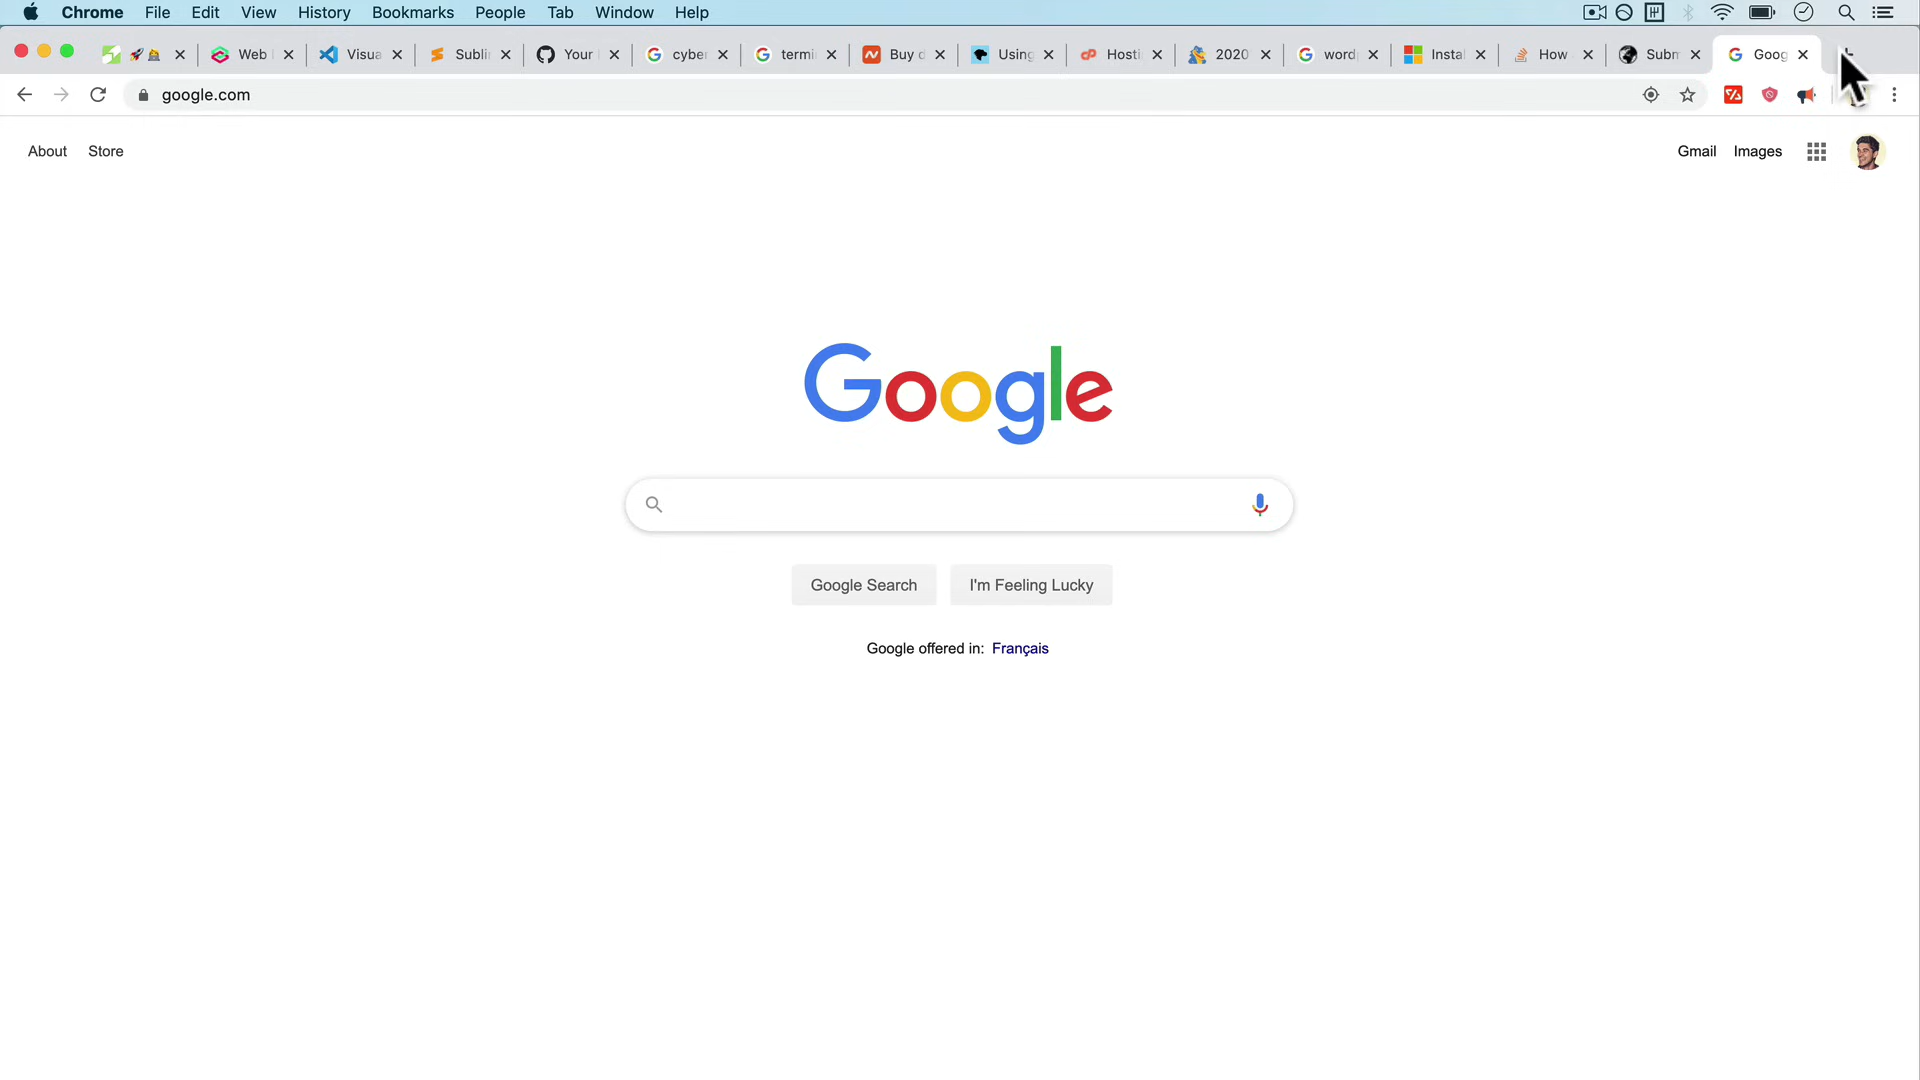 Chrome File Edit View History Bookmarks People Tab Window Help
Web Visua Sublin Your cyber termi Buy d Using Hosti 2020 word Instal How Subm Goog
google.com
About Store Gmail Images
Google
Google Search I'm Feeling Lucky
Google offered in: Français